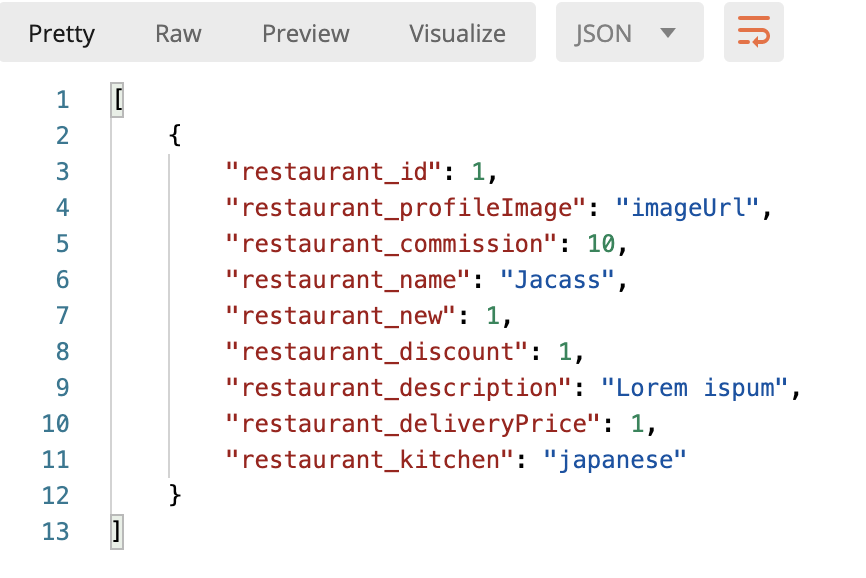 Pretty Raw Preview Visualize JSON
1 [
2 {
3 "restaurant_id": 1,
4 "restaurant_profileImage": "imageUrl",
5 "restaurant_commission": 10,
6 "restaurant_name": "Jacass",
7 "restaurant_new": 1,
8 "restaurant_discount": 1,
9 "restaurant_description": "Lorem ispum",
10 "restaurant_deliveryPrice": 1,
11 "restaurant_kitchen": "japanese"
12 }
13 ]